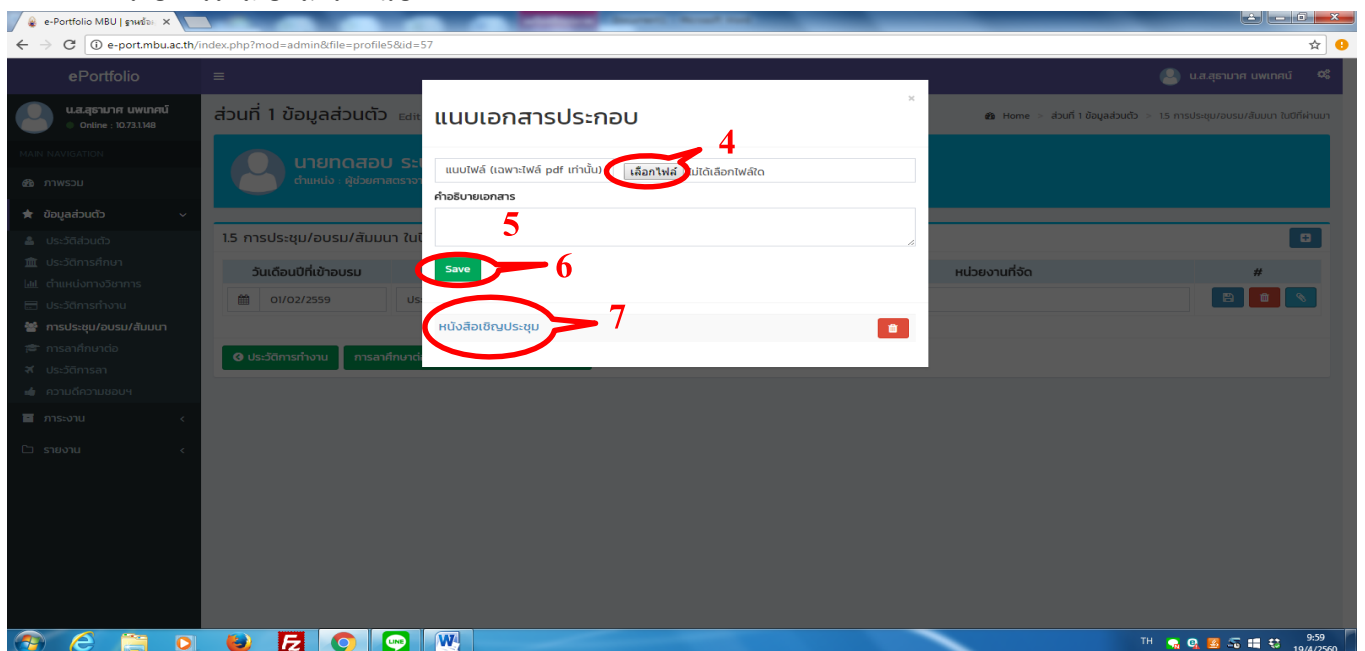 e-Portfolio MBU | ฐานข้อ
e-port.mbu.ac.th/index.php?mod=admin&file=profile5&id=57
ePortfolio
น.ส.สุธามาศ นพเทศน์
น.ส.สุธามาศ นพเทศน์
Online : 10.73.1.148
ส่วนที่ 1 ข้อมูลส่วนตัว Edit
Home > ส่วนที่ 1 ข้อมูลส่วนตัว > 1.5 การประชุม/อบรม/สัมมนา ในปีที่ผ่านมา
แนบเอกสารประกอบ
×
4
MAIN NAVIGATION
ภาพรวม
ข้อมูลส่วนตัว
ประวัติส่วนตัว
ประวัติการศึกษา
ตำแหน่งทางวิชาการ
ประวัติการทำงาน
การประชุม/อบรม/สัมมนา
การลาศึกษาต่อ
ประวัติการลา
ความดีความชอบฯ
ภาระงาน
รายงาน
นายทดสอบ
ตำแหน่ง : ผู้ช่วยศาสตราจา
แนบไฟล์ (เฉพาะไฟล์ pdf เท่านั้น)
เลือกไฟล์ ไม่ได้เลือกไฟล์ใด
คำอธิบายเอกสาร
5
1.5 การประชุม/อบรม/สัมมนา
Save
6
วันเดือนปีที่เข้าอบรม
หน่วยงานที่จัด
#
01/02/2559
ประ
หนังสือเชิญประชุม
7
ประวัติการทำงาน
การลาศึกษาต่อ
TH
9:59
19/4/2560